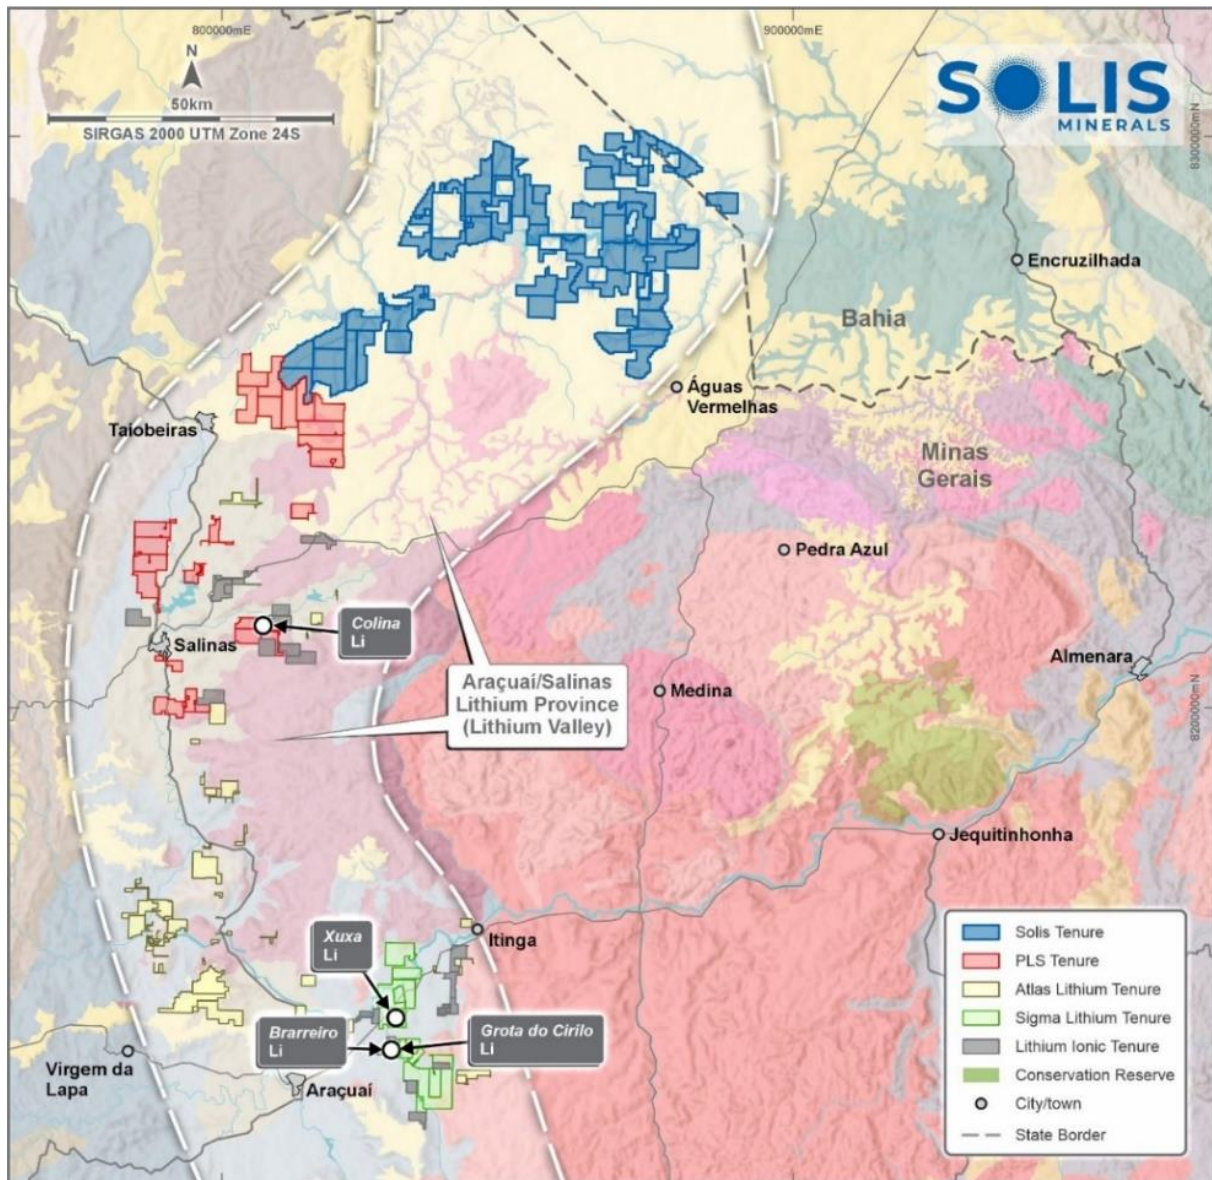 800000mE
900000mE
N
50km
SIRGAS 2000 UTM Zone 24S
SOLIS
MINERALS
8300000mN
Encruzilhada
Bahia
Águas
Vermelhas
Taiobeiras
Minas
Gerais
Pedra Azul
Colina
Li
Salinas
Almenara
Araçuaí/Salinas
Lithium Province
(Lithium Valley)
Medina
8200000mN
Jequitinhonha
Xuxa
Li
Itinga
Brarreiro
Li
Grota do Cirilo
Li
Virgem da
Lapa
Araçuaí
Solis Tenure
PLS Tenure
Atlas Lithium Tenure
Sigma Lithium Tenure
Lithium Ionic Tenure
Conservation Reserve
City/town
State Border